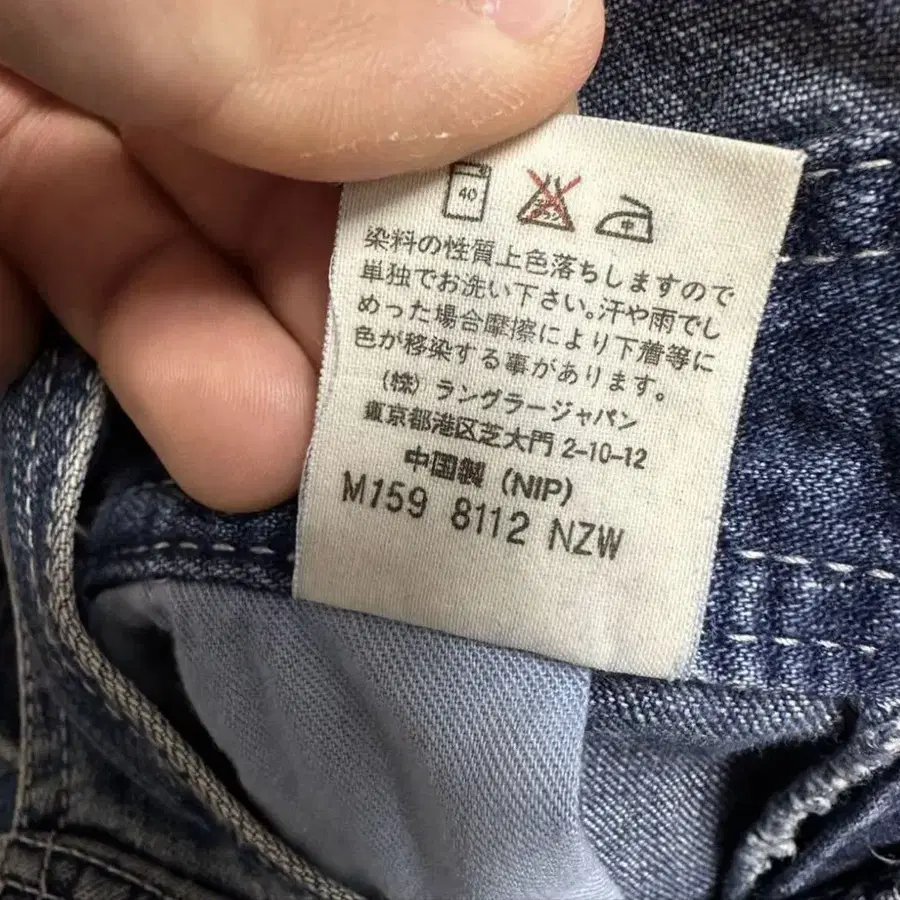 40
染料の性質上色落ちしますので
単独でお洗い下さい。汗や雨でし
めった場合摩擦により下着等に
色が移染する事があります。
(株) ラングラージャパン
東京都港区芝大門 2-10-12
中国製 (NIP)
M159 8112 NZW